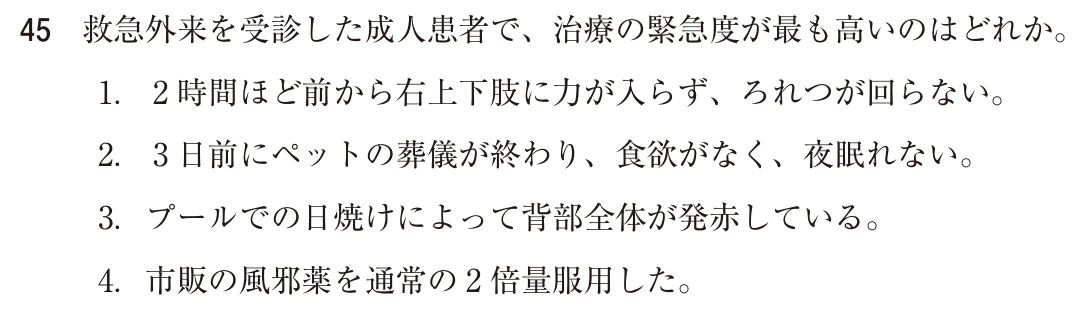 45 救急外来を受診した成人患者で、治療の緊急度が最も高いのはどれか。
1. 2時間ほど前から右上下肢に力が入らず、ろれつが回らない。
2. 3日前にペットの葬儀が終わり、食欲がなく、夜眠れない。
3. プールでの日焼けによって背部全体が発赤している。
4. 市販の風邪薬を通常の2倍量服用した。